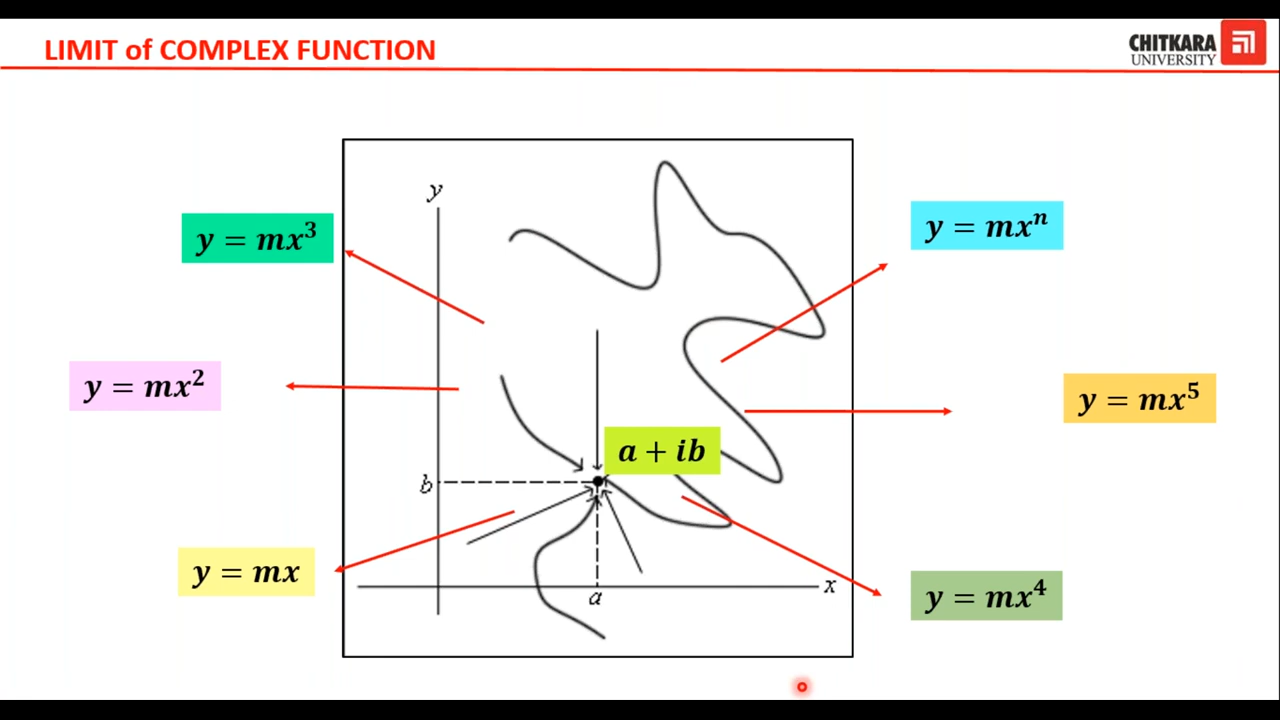 LIMIT of COMPLEX FUNCTION
CHITKARA
UNIVERSITY
y
y = mx³
y = mxⁿ
y = mx²
y = mx⁵
a + ib
b
y = mx
a
x
y = mx⁴